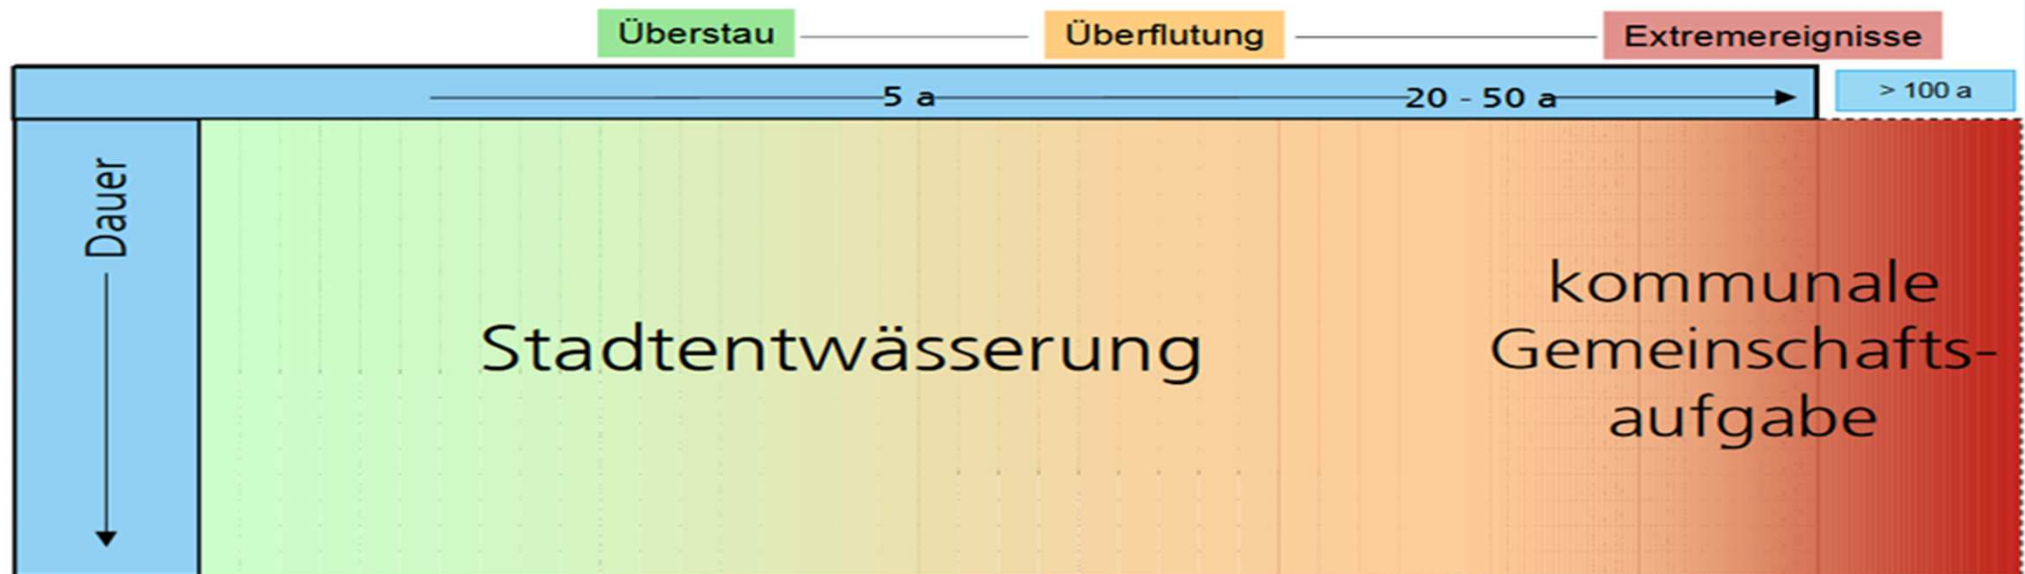 Überstau
Überflutung
Extremereignisse
5 a
20 - 50 a
> 100 a
Dauer
Stadtentwässerung
kommunale
Gemeinschafts-
aufgabe